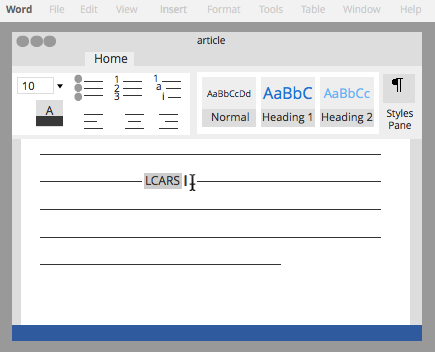 Word File Edit View Insert Format Tools Table Window Help
article
Home
10
A
1
2
3
1
a
i
AaBbCcDd AaBbC AaBbCc ¶
Normal Heading 1 Heading 2 Styles
Pane
LCARS